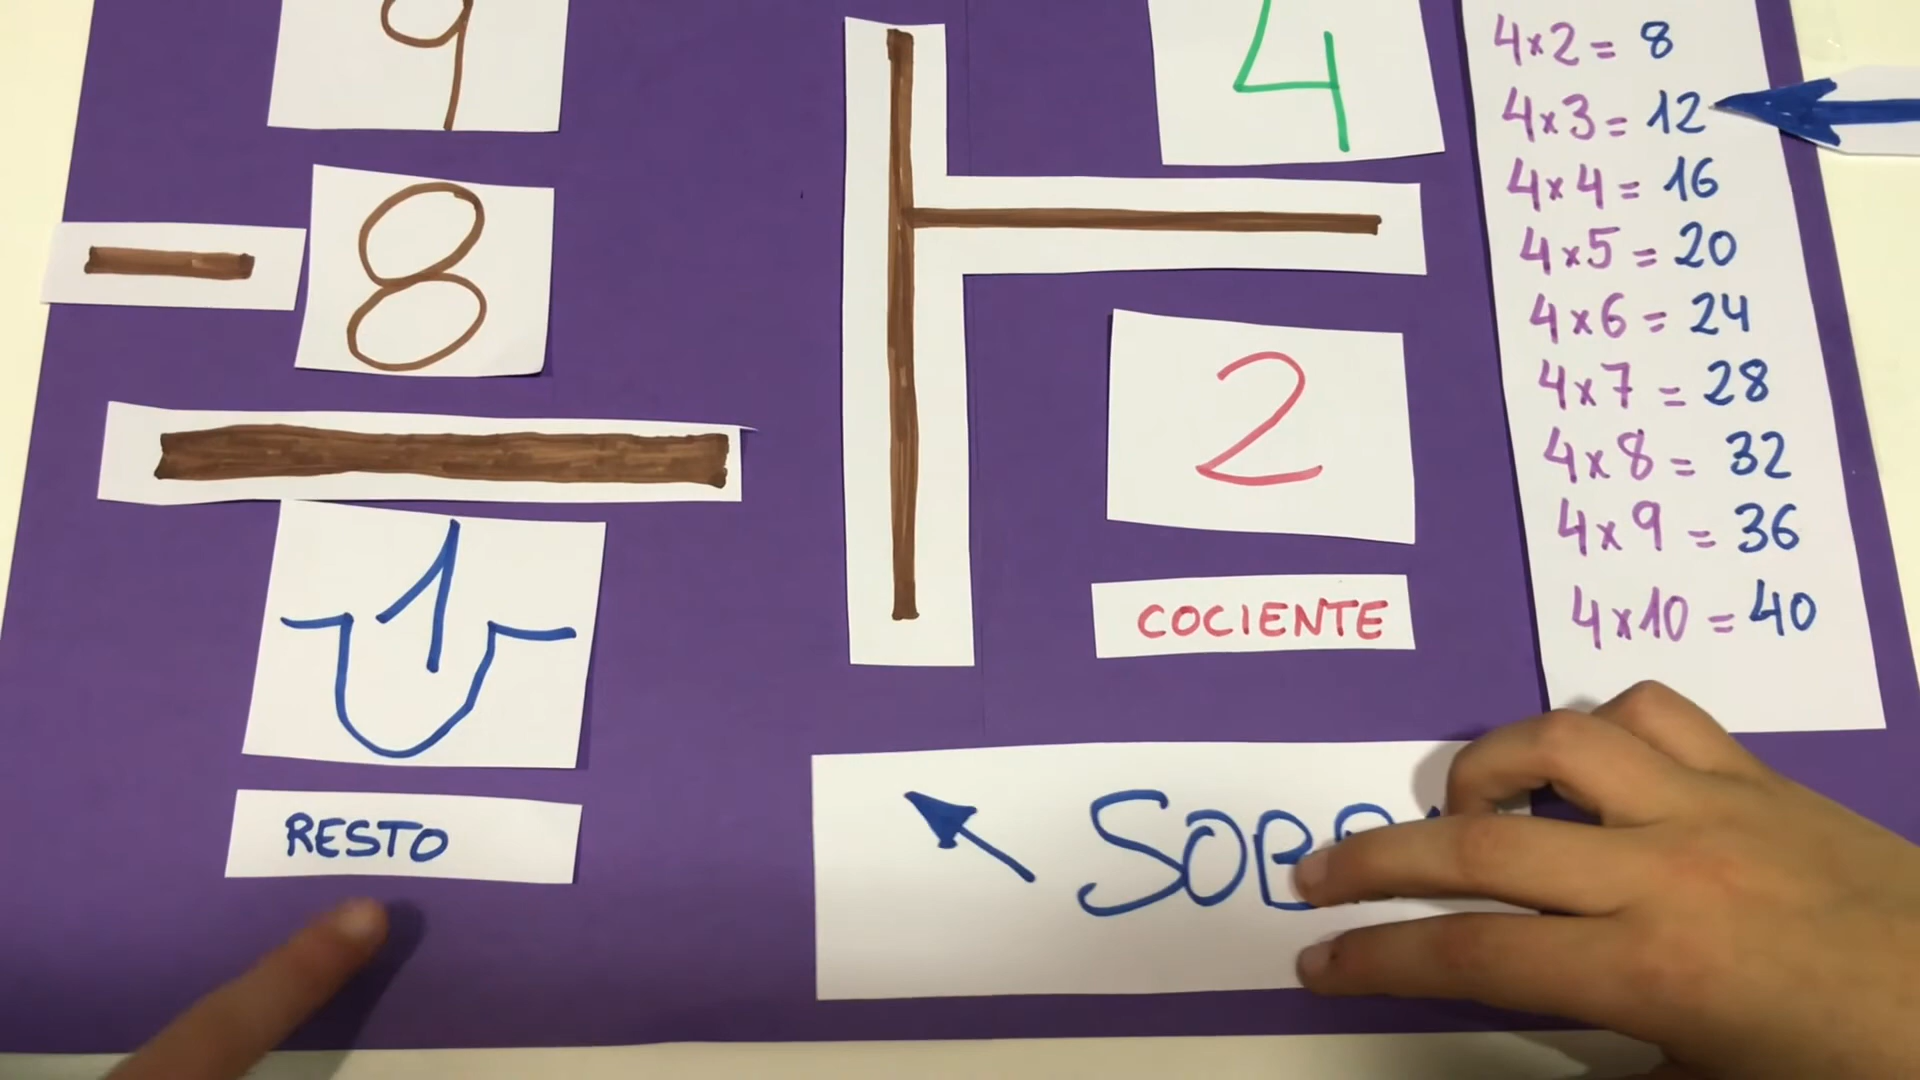 9
4
- 8
2
1
COCIENTE
RESTO
4x2 = 8
4x3 = 12
4x4 = 16
4x5 = 20
4x6 = 24
4x7 = 28
4x8 = 32
4x9 = 36
4x10 = 40